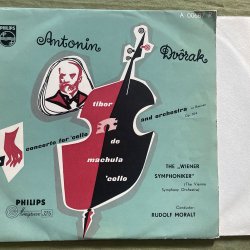 PHILIPS
Antonin
Dvořák
tibor
and orchestra
concerto for 'cello
de
machula
'cello
THE „WIENER
SYMPHONIKER”
(The Vienna
Symphony Orchestra)
Conductor:
RUDOLF MORALT
PHILIPS